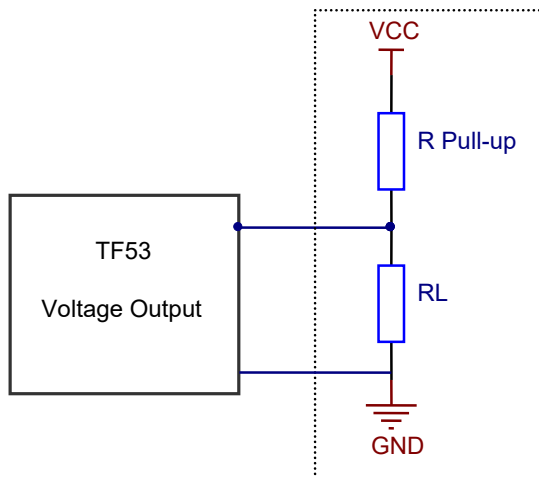 VCC
R Pull-up
TF53
Voltage Output
RL
GND